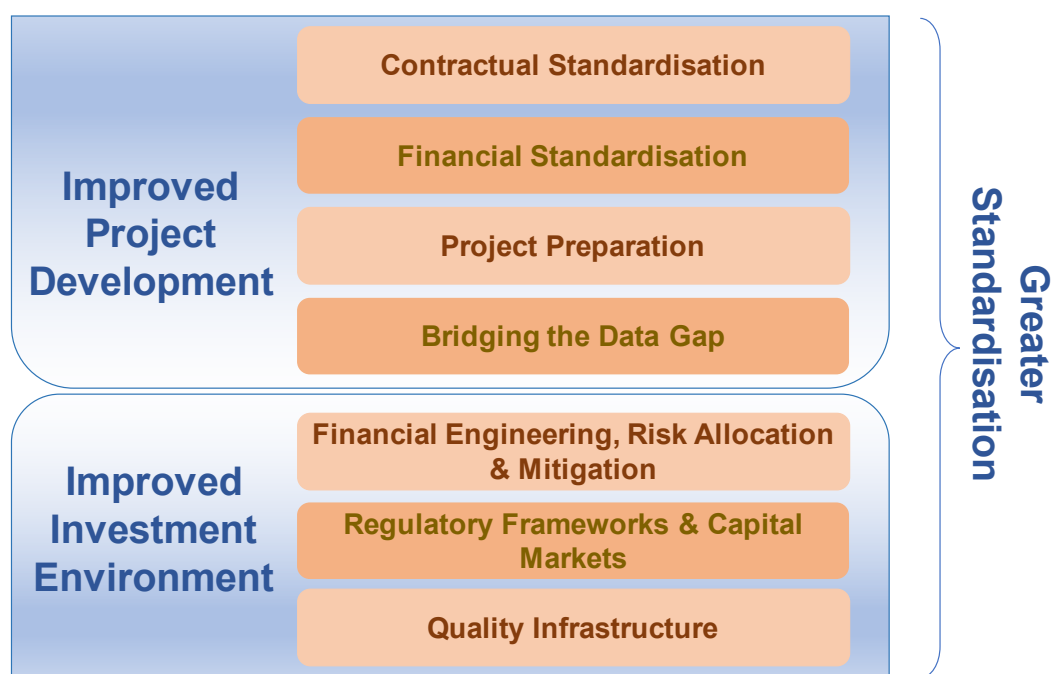 Improved
Project
Development
Contractual Standardisation
Financial Standardisation
Project Preparation
Bridging the Data Gap
Improved
Investment
Environment
Financial Engineering, Risk Allocation
& Mitigation
Regulatory Frameworks & Capital
Markets
Quality Infrastructure
Greater
Standardisation